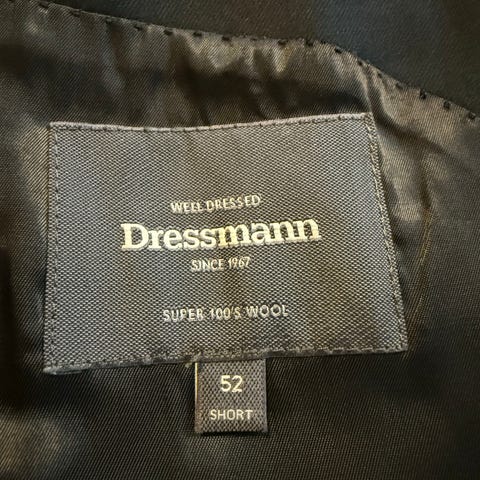 WELL DRESSED
Dressmann
SINCE 1967
SUPER 100'S WOOL
52
SHORT